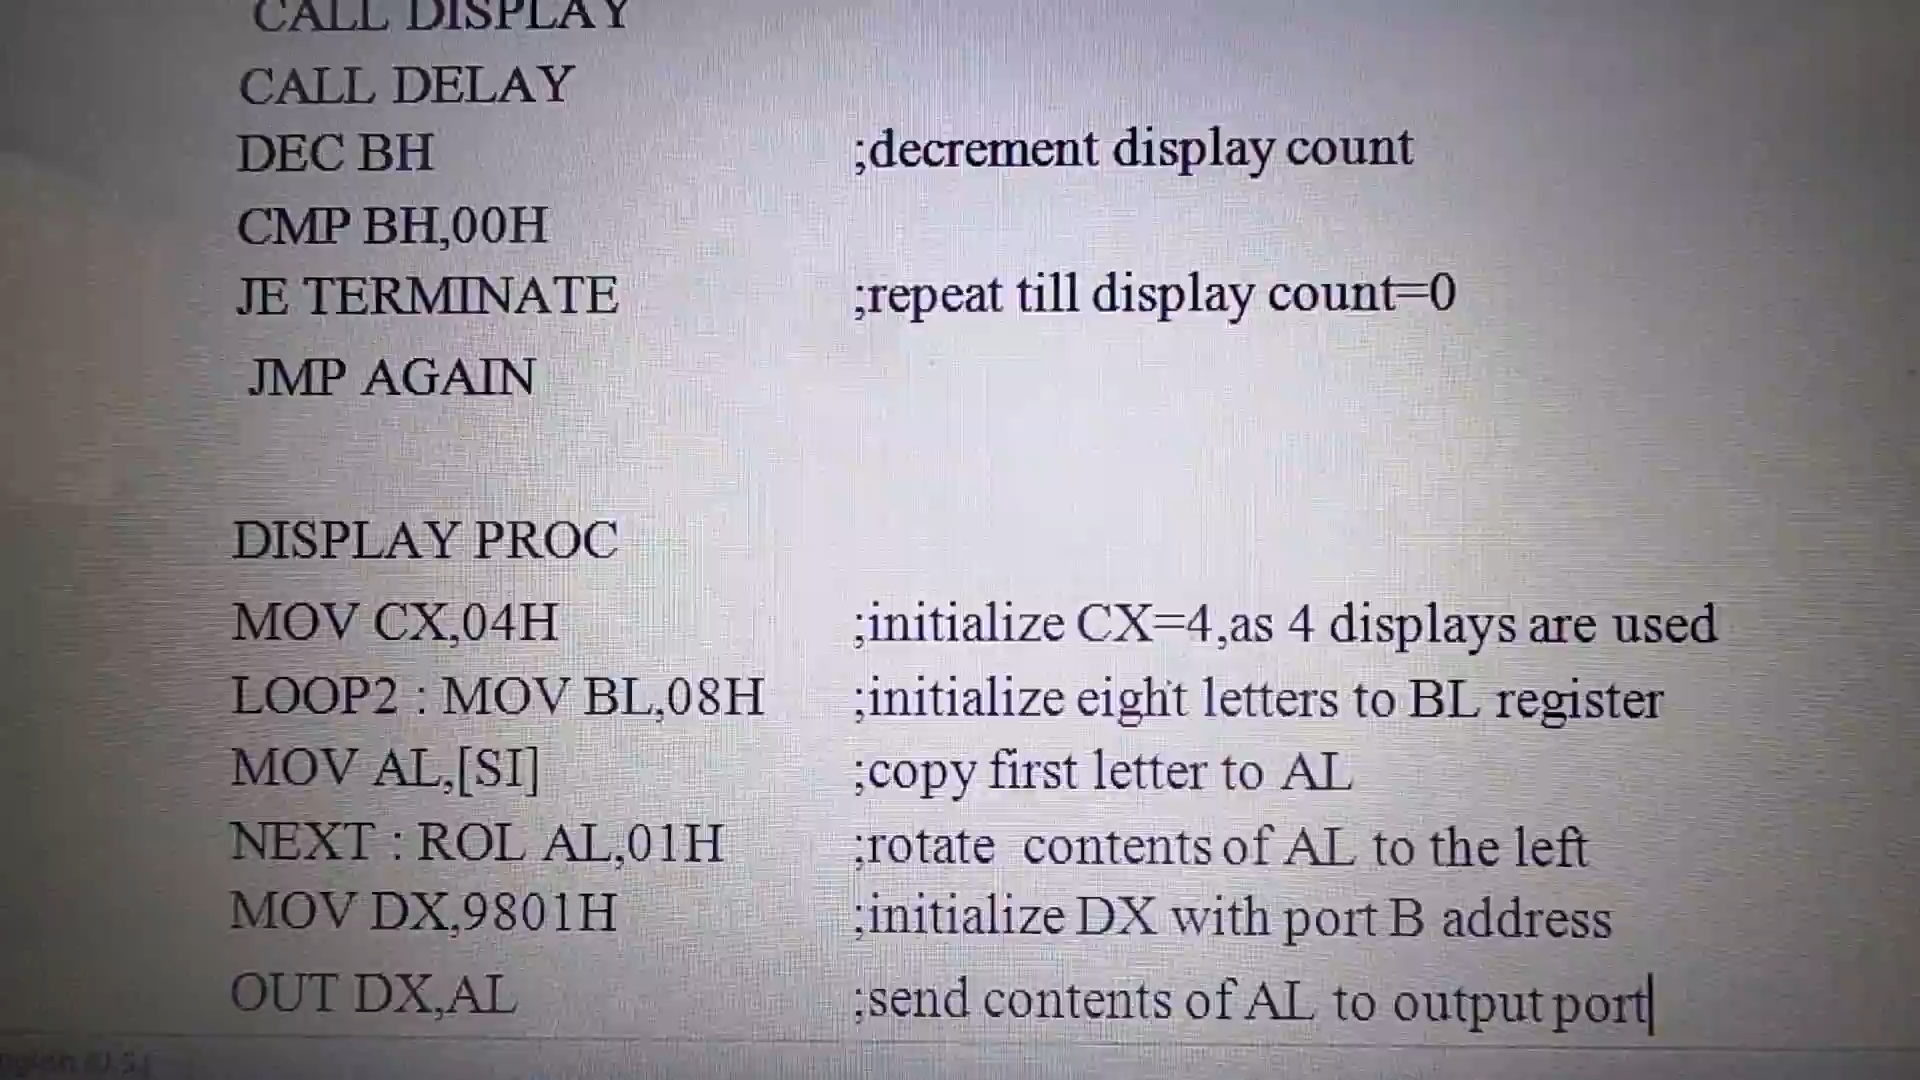 CALL DISPLAY
CALL DELAY
DEC BH ;decrement display count
CMP BH,00H
JE TERMINATE ;repeat till display count=0
JMP AGAIN
DISPLAY PROC
MOV CX,04H ;initialize CX=4,as 4 displays are used
LOOP2 : MOV BL,08H ;initialize eight letters to BL register
MOV AL,[SI] ;copy first letter to AL
NEXT : ROL AL,01H ;rotate contents of AL to the left
MOV DX,9801H ;initialize DX with port B address
OUT DX,AL ;send contents of AL to output port